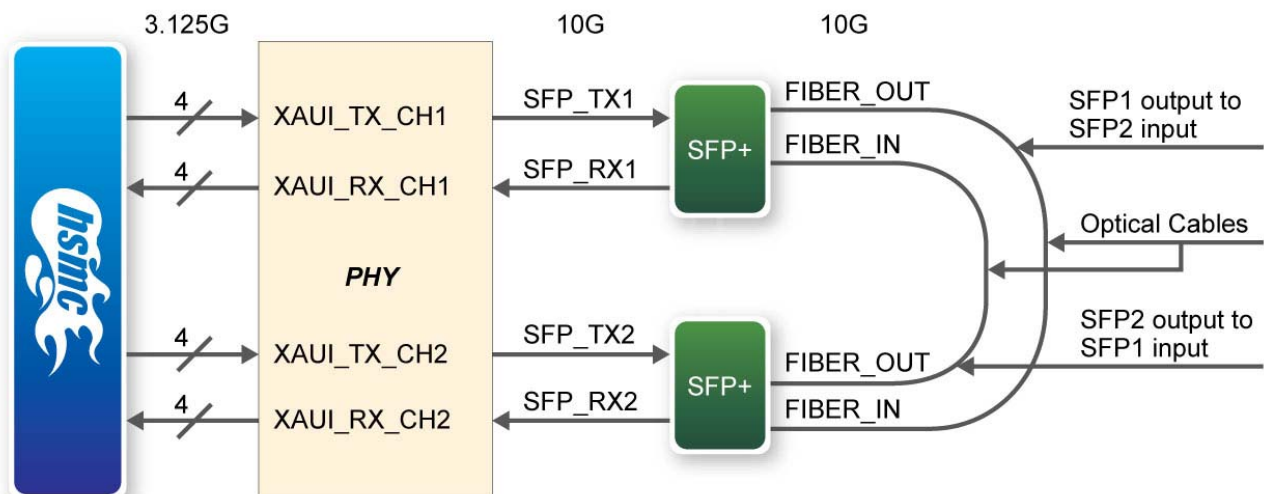 3.125G
10G
10G
hsmc
4
XAUI_TX_CH1
SFP_TX1
FIBER_OUT
SFP1 output to
SFP2 input
4
XAUI_RX_CH1
SFP_RX1
SFP+
FIBER_IN
Optical Cables
PHY
4
XAUI_TX_CH2
SFP_TX2
FIBER_OUT
SFP2 output to
SFP1 input
4
XAUI_RX_CH2
SFP_RX2
SFP+
FIBER_IN